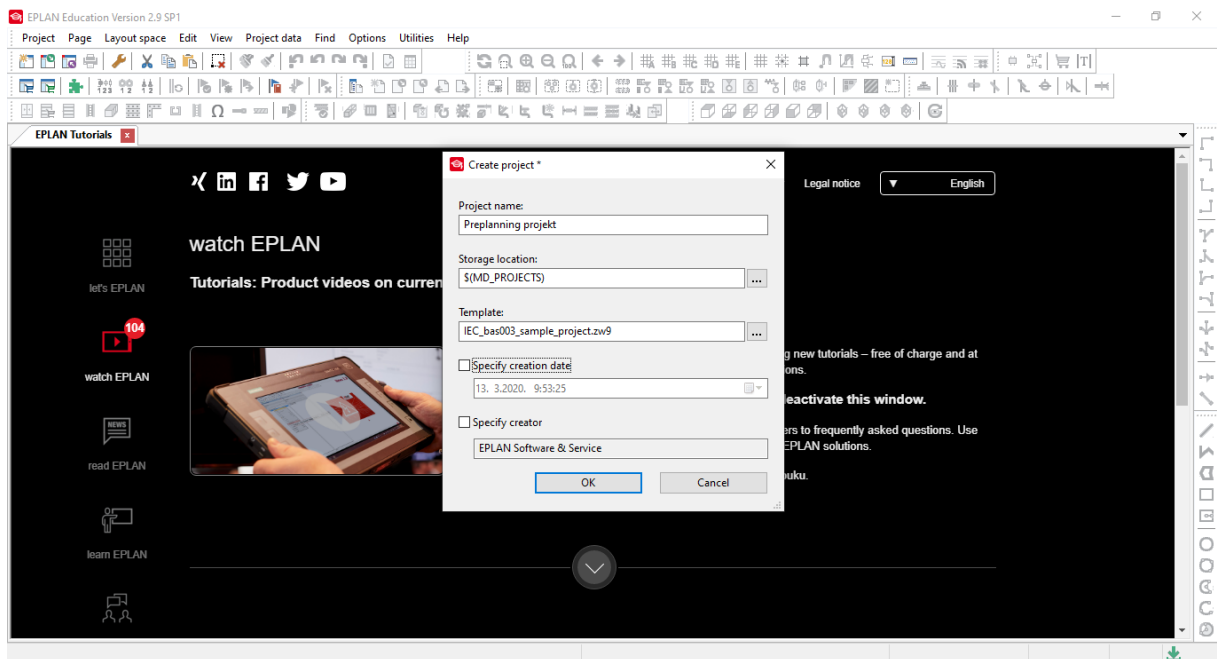 EPLAN Education Version 2.9 SP1
Project Page Layout space Edit View Project data Find Options Utilities Help
EPLAN Tutorials
Create project *
Legal notice
English
Project name:
Preplanning projekt
watch EPLAN
Storage location:
$(MD_PROJECTS)
Tutorials: Product videos on curren
let's EPLAN
Template:
IEC_bas003_sample_project.zw9
104
g new tutorials – free of charge and at
ons.
Specify creation date
watch EPLAN
13. 3.2020. 9:53:25
eactivate this window.
Specify creator
NEWS
ers to frequently asked questions. Use
EPLAN solutions.
EPLAN Software & Service
read EPLAN
ouku.
OK
Cancel
learn EPLAN